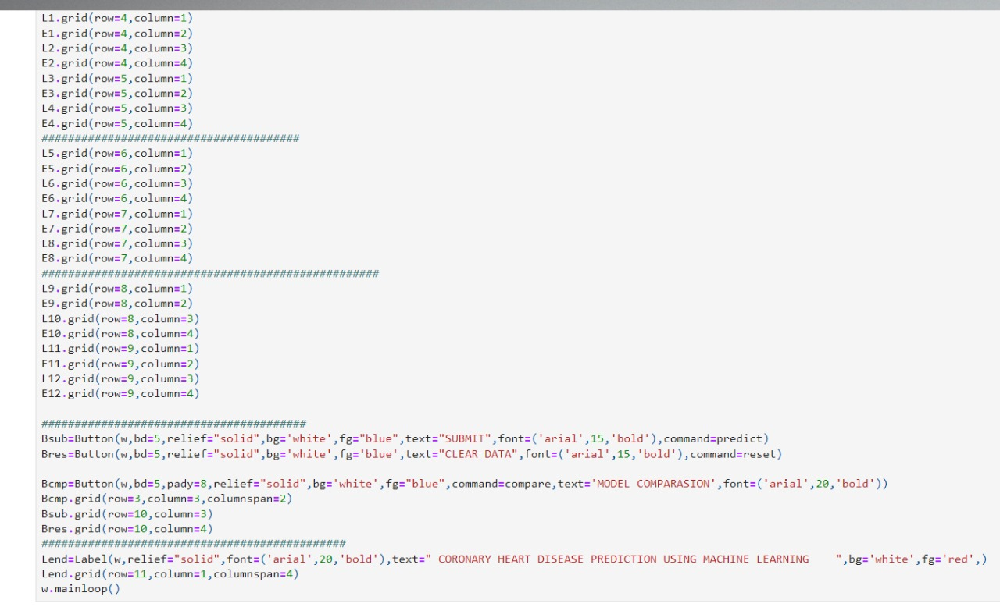 L1.grid(row=4,column=1)
E1.grid(row=4,column=2)
L2.grid(row=4,column=3)
E2.grid(row=4,column=4)
L3.grid(row=5,column=1)
E3.grid(row=5,column=2)
L4.grid(row=5,column=3)
E4.grid(row=5,column=4)
#######################################
L5.grid(row=6,column=1)
E5.grid(row=6,column=2)
L6.grid(row=6,column=3)
E6.grid(row=6,column=4)
L7.grid(row=7,column=1)
E7.grid(row=7,column=2)
L8.grid(row=7,column=3)
E8.grid(row=7,column=4)
###################################################
L9.grid(row=8,column=1)
E9.grid(row=8,column=2)
L10.grid(row=8,column=3)
E10.grid(row=8,column=4)
L11.grid(row=9,column=1)
E11.grid(row=9,column=2)
L12.grid(row=9,column=3)
E12.grid(row=9,column=4)
########################################
Bsub=Button(w,bd=5,relief="solid",bg='white',fg="blue",text="SUBMIT",font=('arial',15,'bold'),command=predict)
Bres=Button(w,bd=5,relief="solid",bg='white',fg='blue',text="CLEAR DATA",font=('arial',15,'bold'),command=reset)
Bcmp=Button(w,bd=5,pady=8,relief="solid",bg='white',fg="blue",command=compare,text='MODEL COMPARASION',font=('arial',20,'bold'))
Bcmp.grid(row=3,column=3,columnspan=2)
Bsub.grid(row=10,column=3)
Bres.grid(row=10,column=4)
##############################################
Lend=Label(w,relief="solid",font=('arial',20,'bold'),text=" CORONARY HEART DISEASE PREDICTION USING MACHINE LEARNING    ",bg='white',fg='red',)
Lend.grid(row=11,column=1,columnspan=4)
w.mainloop()